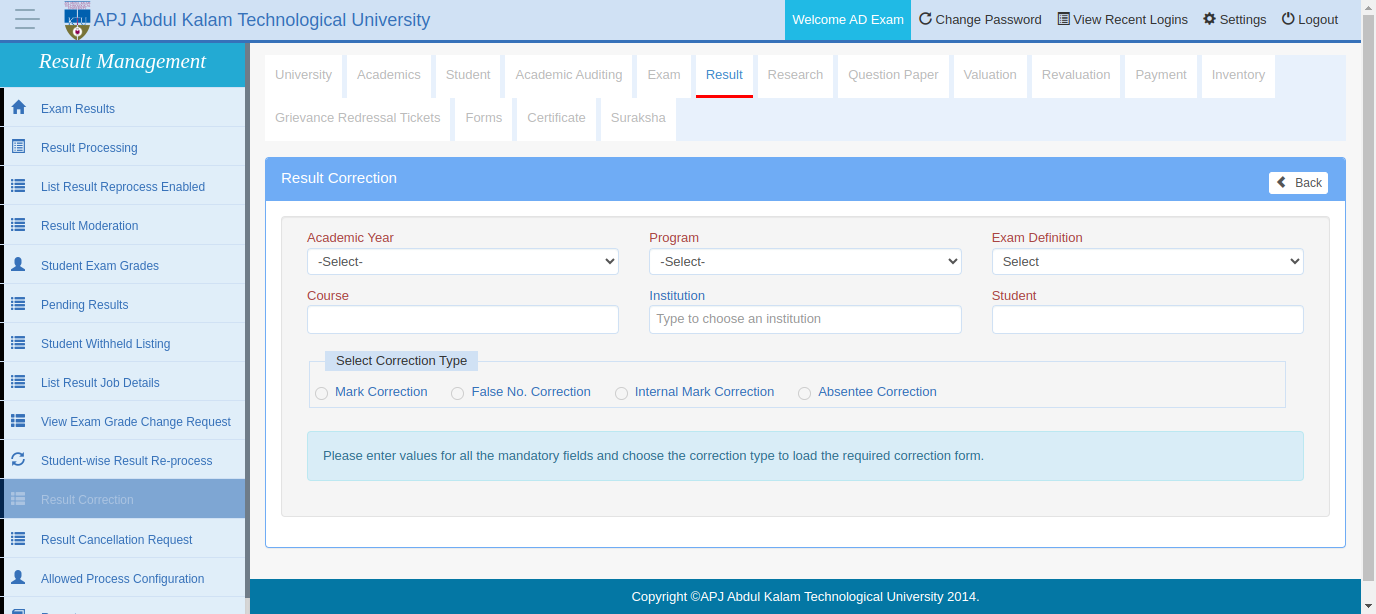 APJ Abdul Kalam Technological University
Welcome AD Exam Change Password View Recent Logins Settings Logout
Result Management
Exam Results
Result Processing
List Result Reprocess Enabled
Result Moderation
Student Exam Grades
Pending Results
Student Withheld Listing
List Result Job Details
View Exam Grade Change Request
Student-wise Result Re-process
Result Correction
Result Cancellation Request
Allowed Process Configuration
University Academics Student Academic Auditing Exam Result Research Question Paper Valuation Revaluation Payment Inventory
Grievance Redressal Tickets Forms Certificate Suraksha
Result Correction
Back
Academic Year Program Exam Definition
-Select- -Select- Select
Course Institution Student
Type to choose an institution
Select Correction Type
Mark Correction False No. Correction Internal Mark Correction Absentee Correction
Please enter values for all the mandatory fields and choose the correction type to load the required correction form.
Copyright ©APJ Abdul Kalam Technological University 2014.